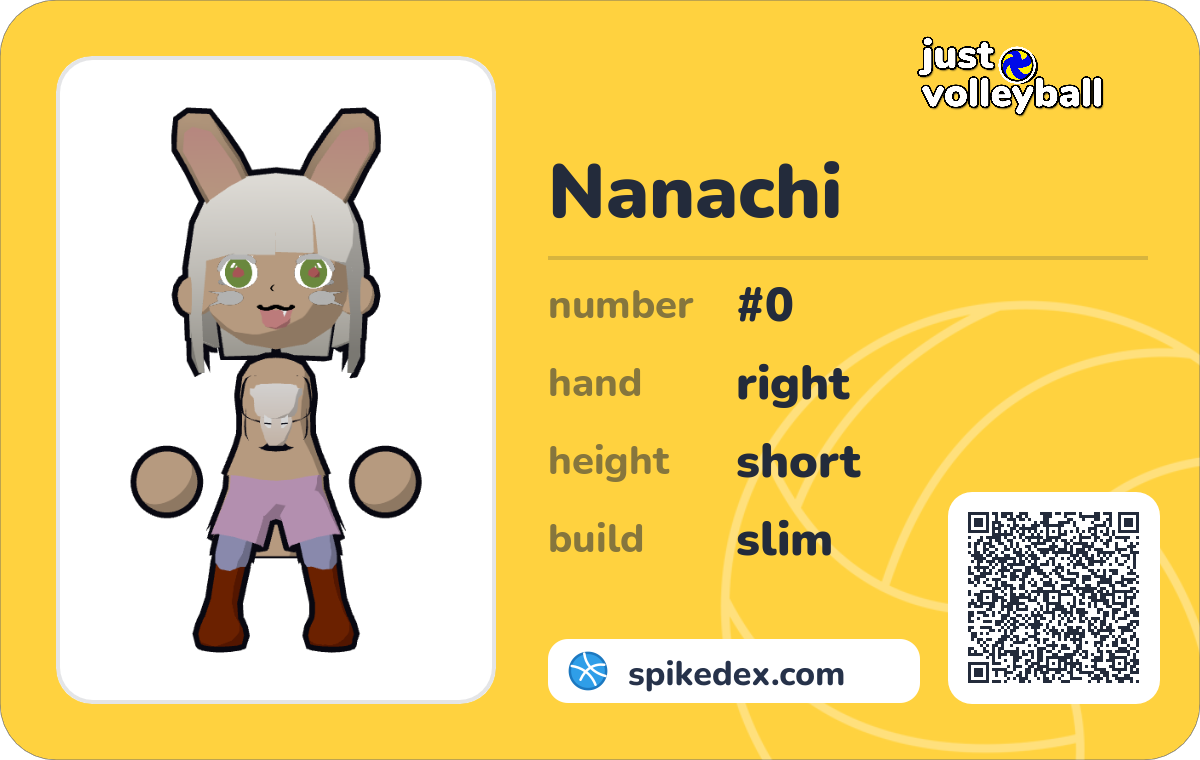 just
volleyball
Nanachi
number #0
hand right
height short
build slim
spikedex.com